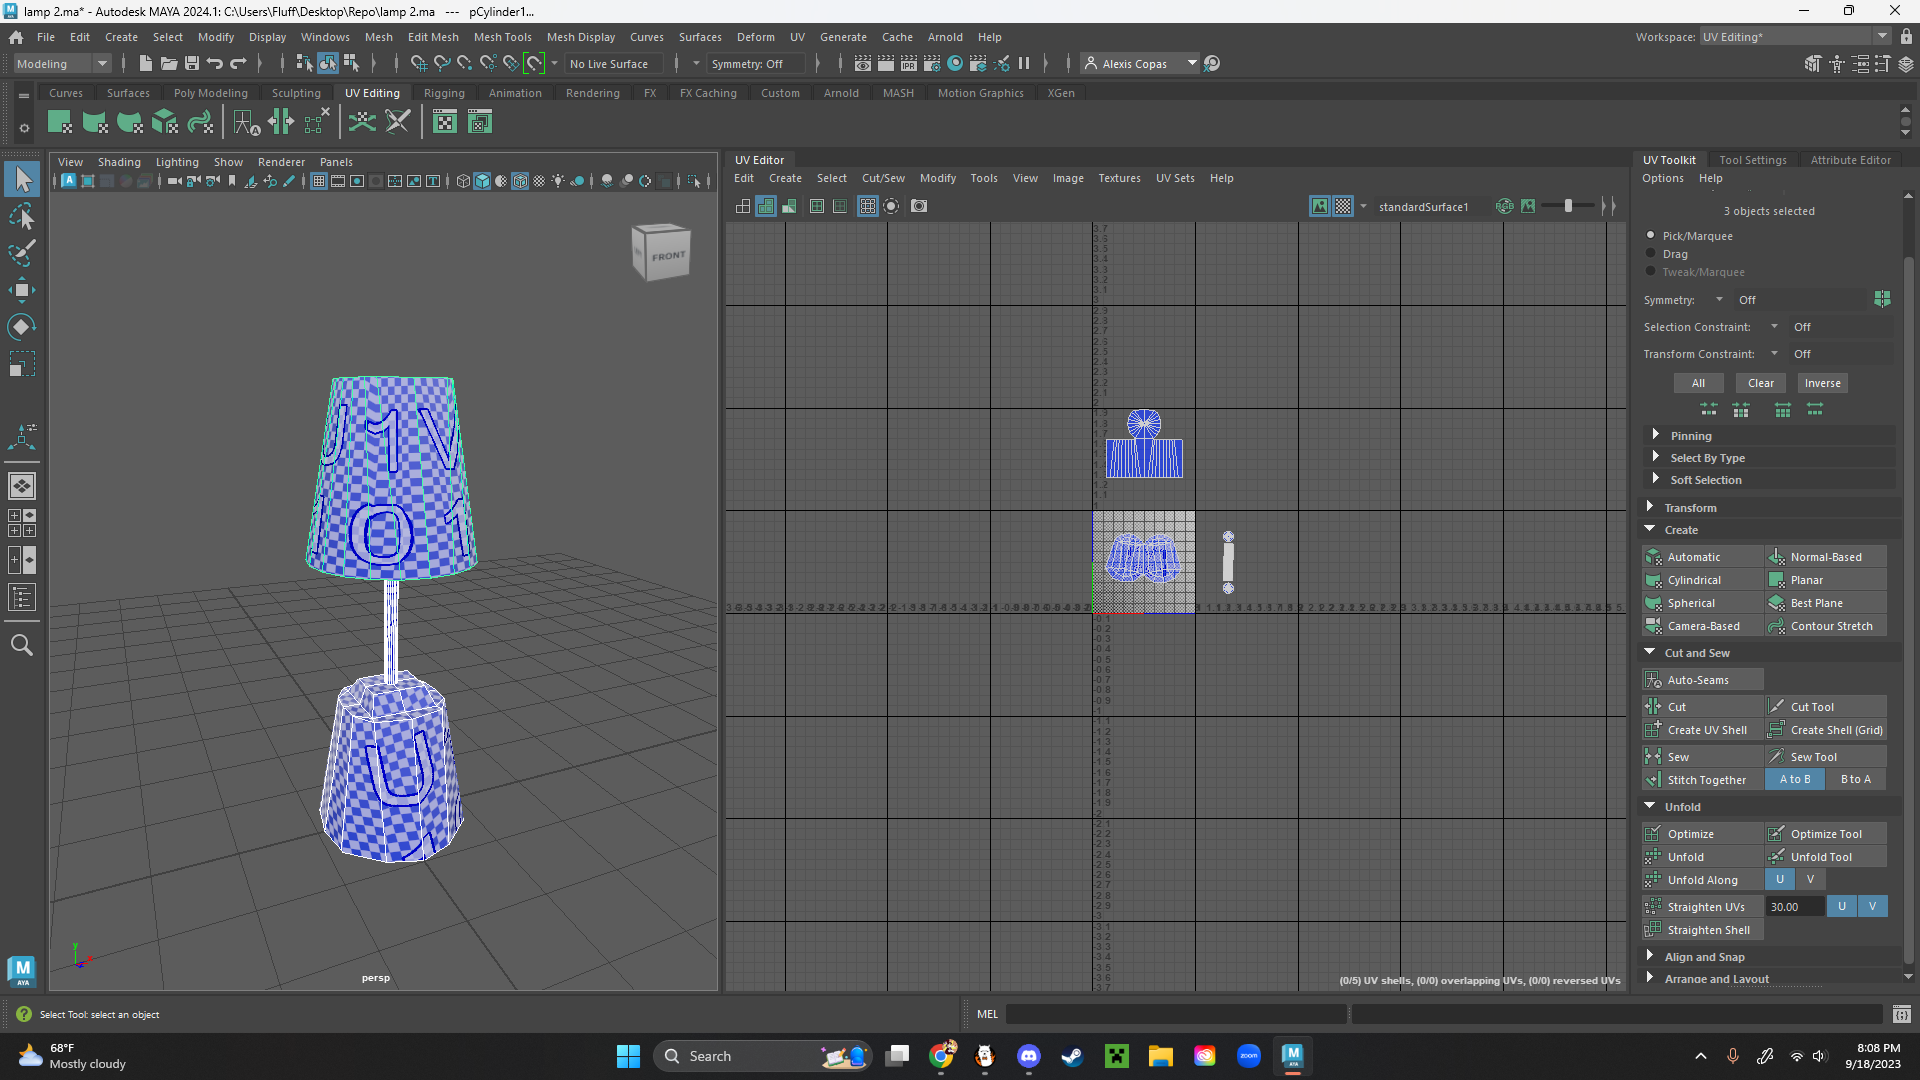 lamp 2.ma* - Autodesk MAYA 2024.1: C:\Users\Fluff\Desktop\Repo\lamp 2.ma --- pCylinder1...
File Edit Create Select Modify Display Windows Mesh Edit Mesh Mesh Tools Mesh Display Curves Surfaces Deform UV Generate Cache Arnold Help
Workspace: UV Editing*
Modeling
No Live Surface
Symmetry: Off
Alexis Copas
Curves Surfaces Poly Modeling Sculpting UV Editing Rigging Animation Rendering FX FX Caching Custom Arnold MASH Motion Graphics XGen
View Shading Lighting Show Renderer Panels
FRONT
persp
UV Editor
Edit Create Select Cut/Sew Modify Tools View Image Textures UV Sets Help
standardSurface1
(0/5) UV shells, (0/0) overlapping UVs, (0/0) reversed UVs
UV Toolkit Tool Settings Attribute Editor
Options Help
3 objects selected
Pick/Marquee
Drag
Tweak/Marquee
Symmetry: Off
Selection Constraint: Off
Transform Constraint: Off
All Clear Inverse
Pinning
Select By Type
Soft Selection
Transform
Create
Automatic Normal-Based
Cylindrical Planar
Spherical Best Plane
Camera-Based Contour Stretch
Cut and Sew
Auto-Seams
Cut Cut Tool
Create UV Shell Create Shell (Grid)
Sew Sew Tool
Stitch Together A to B B to A
Unfold
Optimize Optimize Tool
Unfold Unfold Tool
Unfold Along U V
Straighten UVs 30.00 U V
Straighten Shell
Align and Snap
Arrange and Layout
Select Tool: select an object
MEL
68°F
Mostly cloudy
Search
zoom
8:08 PM
9/18/2023